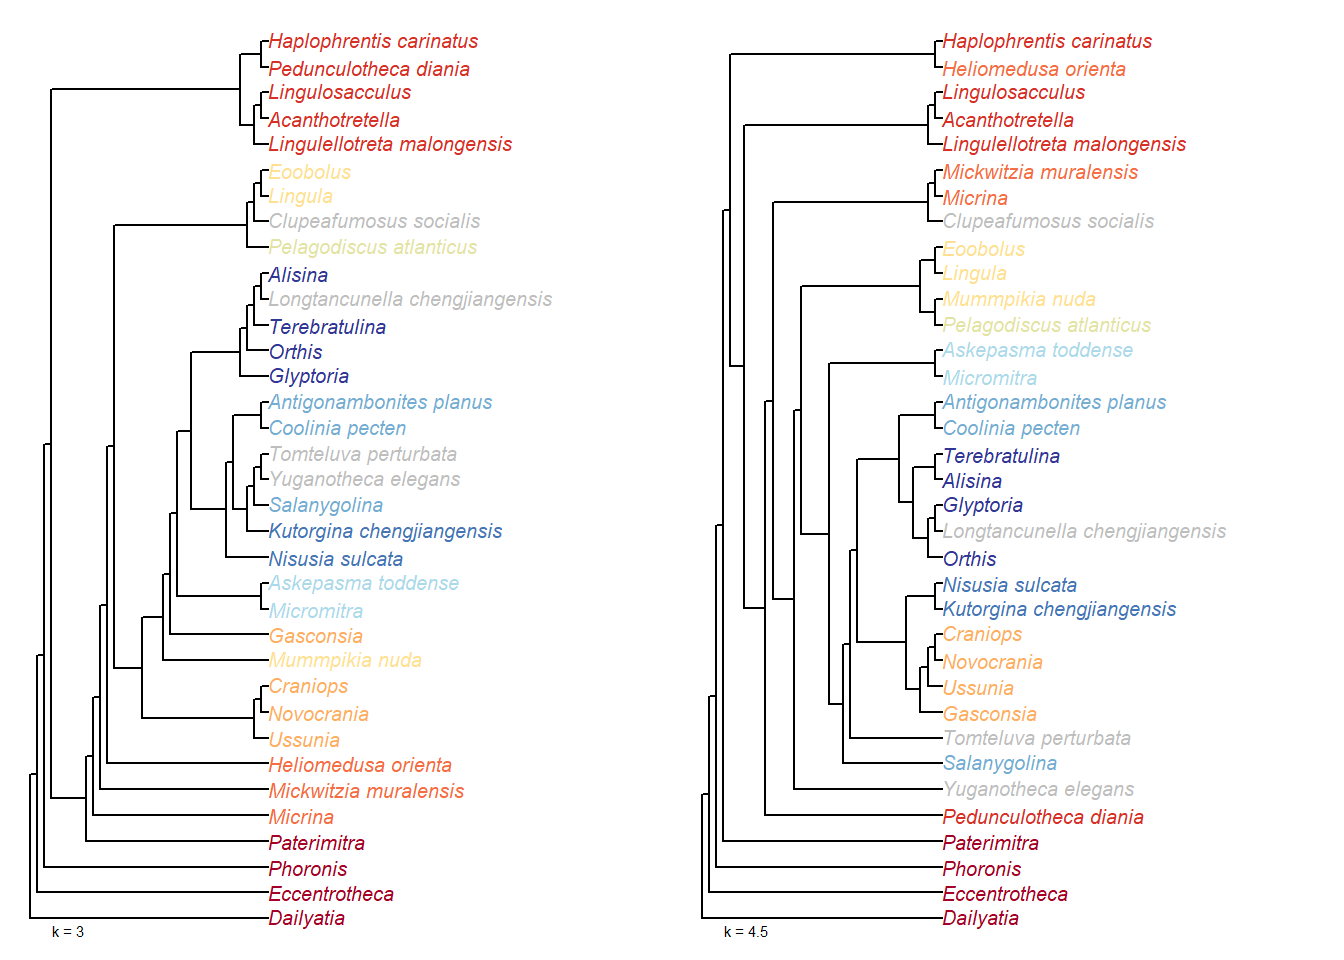 Haplophrentis carinatus
Pedunculotheca diania
Lingulosacculus
Acanthotretella
Lingulellotreta malongensis
Eoobolus
Lingula
Clupeafumosus socialis
Pelagodiscus atlanticus
Alisina
Longtancunella chengjiangensis
Terebratulina
Orthis
Glyptoria
Antigonambonites planus
Coolinia pecten
Tomteluva perturbata
Yuganotheca elegans
Salanygolina
Kutorgina chengjiangensis
Nisusia sulcata
Askepasma toddense
Micromitra
Gasconsia
Mummpikia nuda
Craniops
Novocrania
Ussunia
Heliomedusa orienta
Mickwitzia muralensis
Micrina
Paterimitra
Phoronis
Eccentrotheca
Dailyatia
k = 3
Haplophrentis carinatus
Heliomedusa orienta
Lingulosacculus
Acanthotretella
Lingulellotreta malongensis
Mickwitzia muralensis
Micrina
Clupeafumosus socialis
Eoobolus
Lingula
Mummpikia nuda
Pelagodiscus atlanticus
Askepasma toddense
Micromitra
Antigonambonites planus
Coolinia pecten
Terebratulina
Alisina
Glyptoria
Longtancunella chengjiangensis
Orthis
Nisusia sulcata
Kutorgina chengjiangensis
Craniops
Novocrania
Ussunia
Gasconsia
Tomteluva perturbata
Salanygolina
Yuganotheca elegans
Pedunculotheca diania
Paterimitra
Phoronis
Eccentrotheca
Dailyatia
k = 4.5